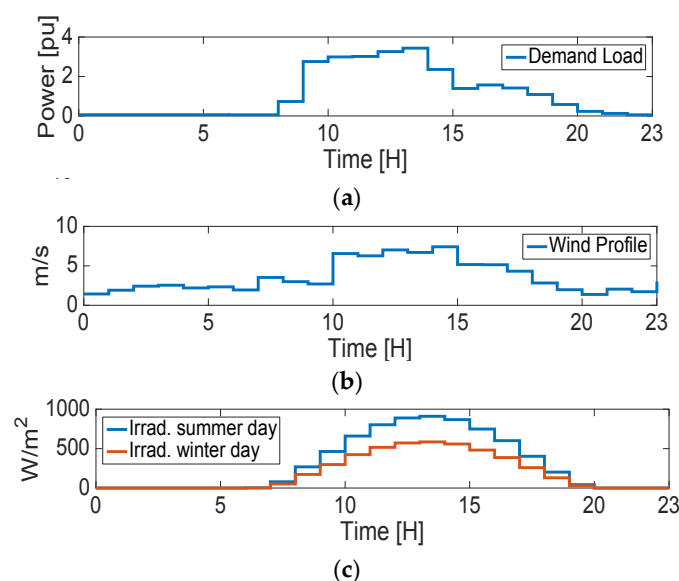 4
2
0
Power [pu]
Demand Load
0 5 10 15 20 23
Time [H]
(a)
10
5
0
m/s
Wind Profile
0 5 10 15 20 23
Time [H]
(b)
1000
500
0
W/m²
Irrad. summer day
Irrad. winter day
0 5 10 15 20 23
Time [H]
(c)